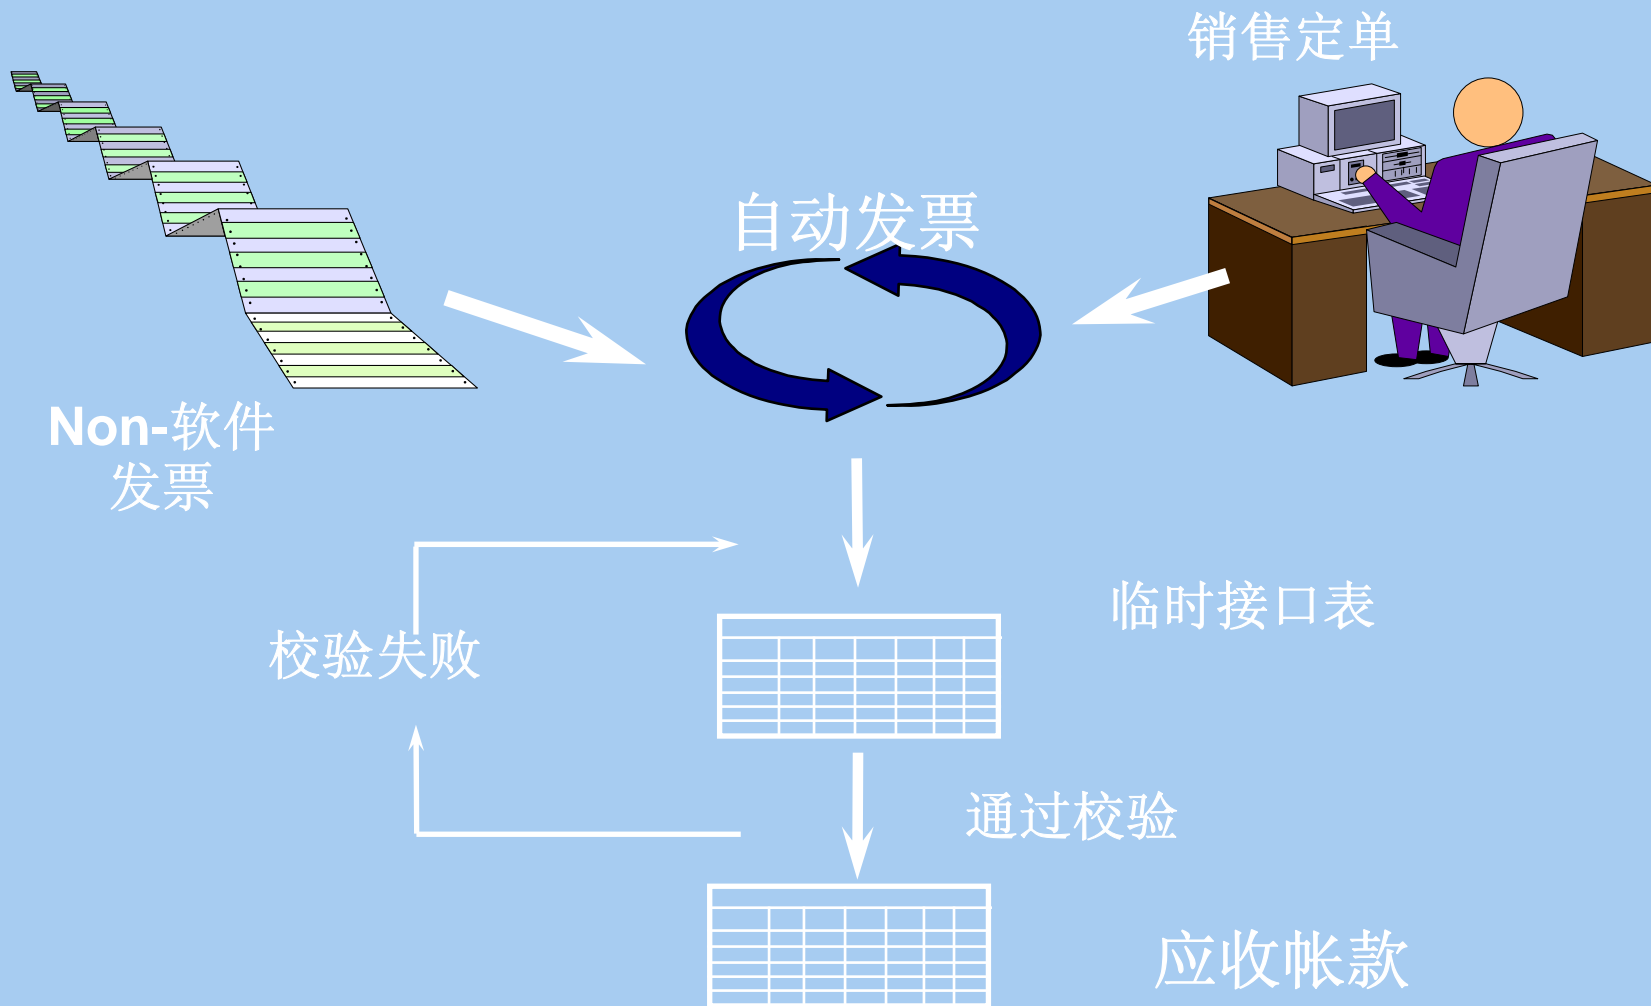 销售定单
自动发票
Non-软件
发票
临时接口表
校验失败
通过校验
应收帐款